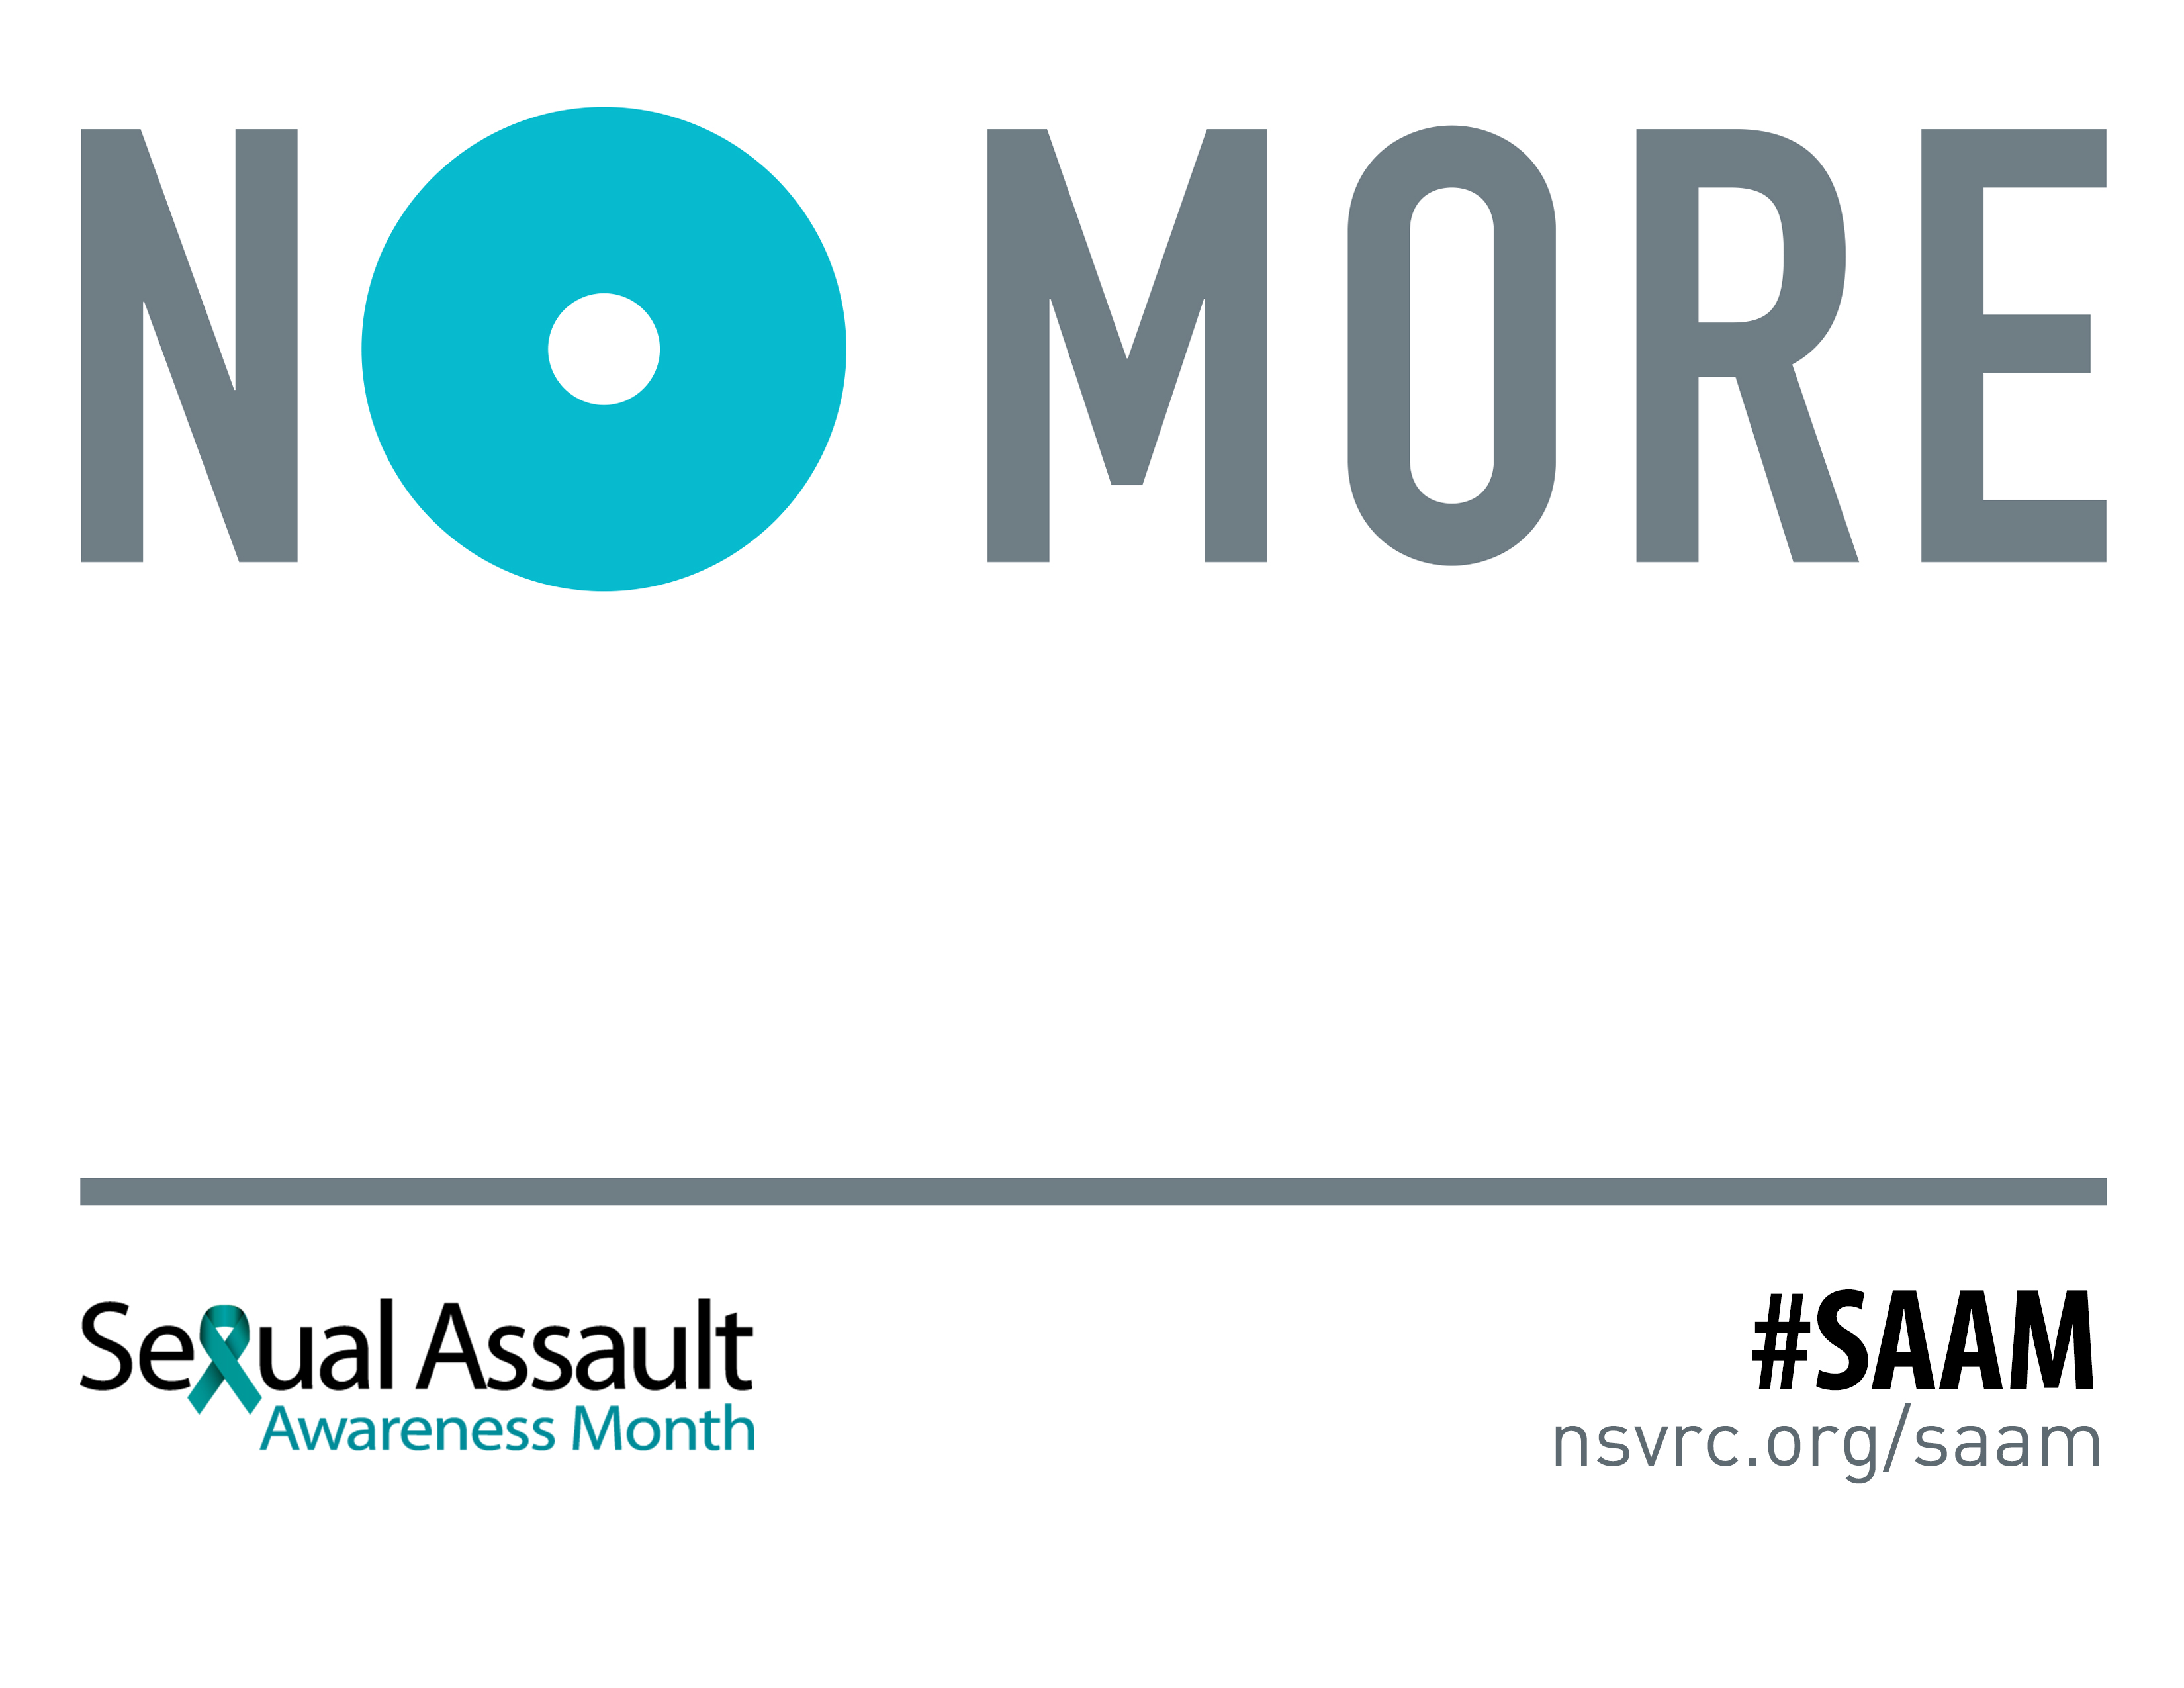 NO MORE
Sexual Assault
Awareness Month
#SAAM
nsvrc.org/saam